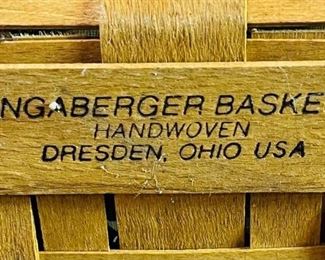 NGABERGER BASKE
HANDWOVEN
DRESDEN, OHIO USA